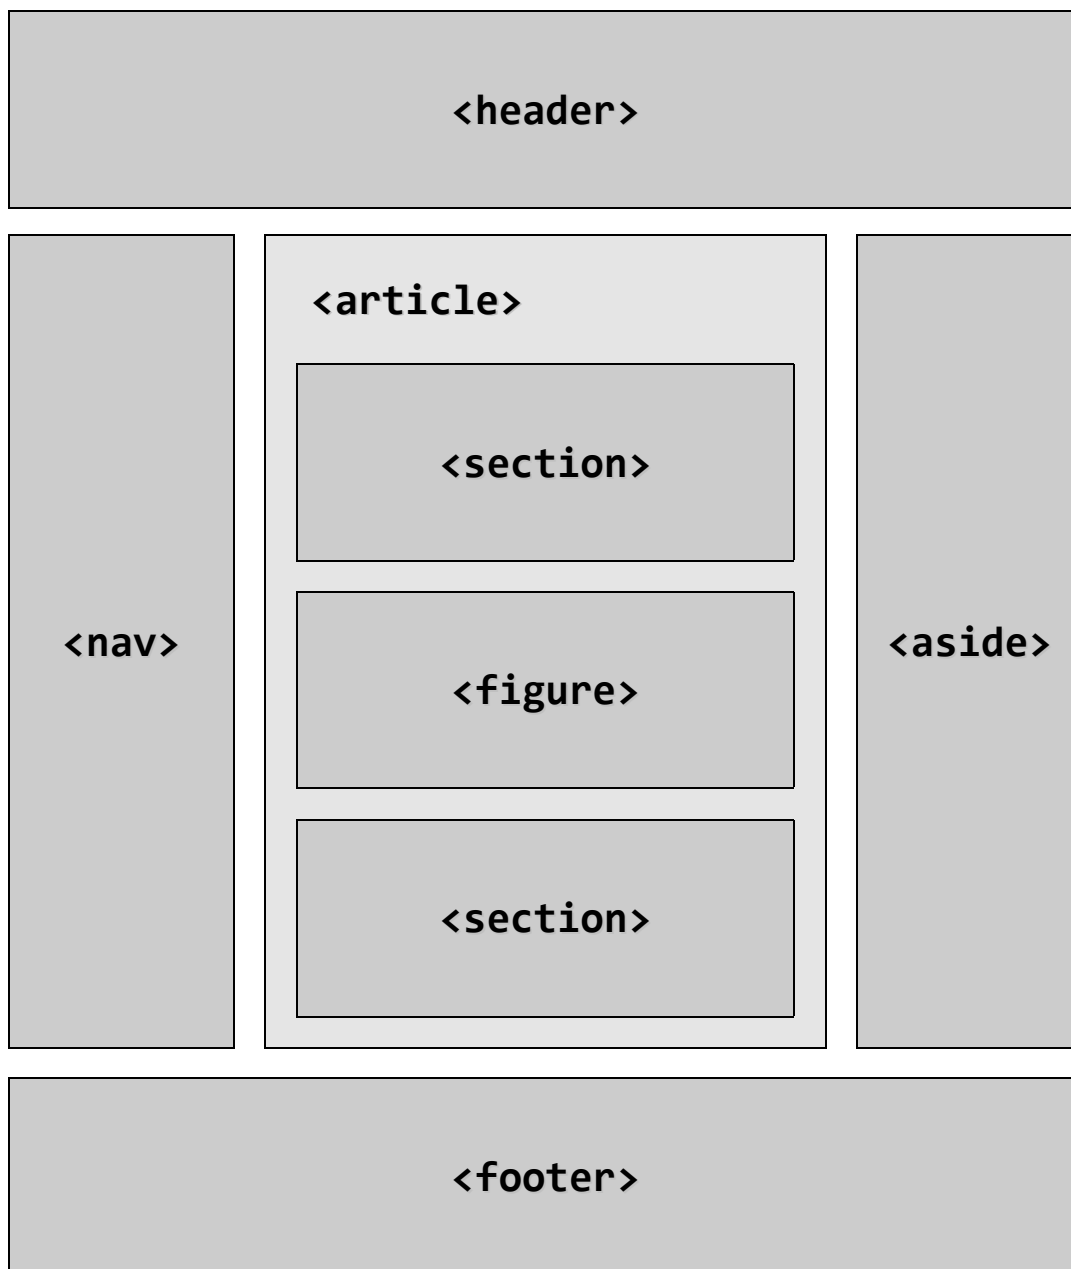 <header>
<article>
<section>
<nav>
<figure>
<aside>
<section>
<footer>